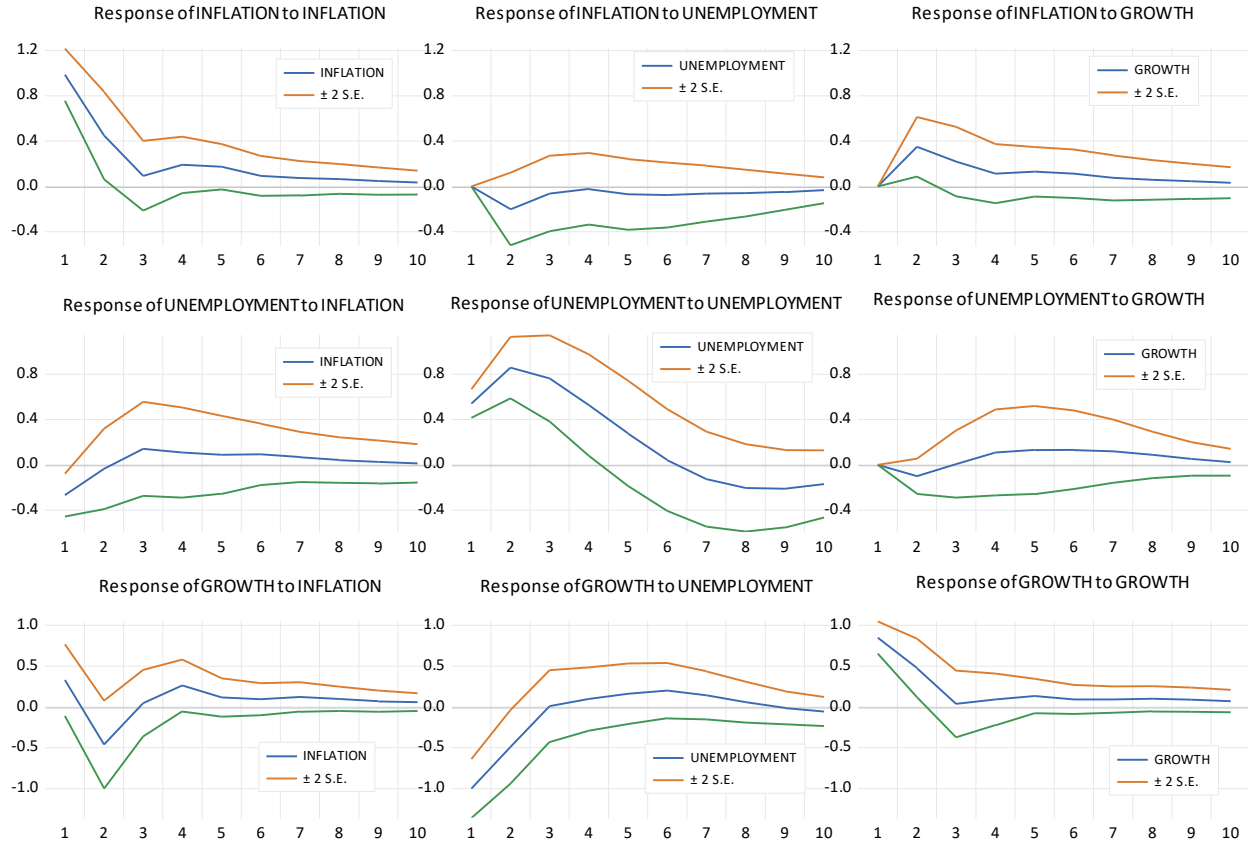 Response of INFLATION to INFLATION
1.2
0.8
0.4
0.0
-0.4
INFLATION
± 2 S.E.
1 2 3 4 5 6 7 8 9 10
Response of INFLATION to UNEMPLOYMENT
1.2
0.8
0.4
0.0
-0.4
UNEMPLOYMENT
± 2 S.E.
1 2 3 4 5 6 7 8 9 10
Response of INFLATION to GROWTH
1.2
0.8
0.4
0.0
-0.4
GROWTH
± 2 S.E.
1 2 3 4 5 6 7 8 9 10
Response of UNEMPLOYMENT to INFLATION
0.8
0.4
0.0
-0.4
INFLATION
± 2 S.E.
1 2 3 4 5 6 7 8 9 10
Response of UNEMPLOYMENT to UNEMPLOYMENT
0.8
0.4
0.0
-0.4
UNEMPLOYMENT
± 2 S.E.
1 2 3 4 5 6 7 8 9 10
Response of UNEMPLOYMENT to GROWTH
0.8
0.4
0.0
-0.4
GROWTH
± 2 S.E.
1 2 3 4 5 6 7 8 9 10
Response of GROWTH to INFLATION
1.0
0.5
0.0
-0.5
-1.0
INFLATION
± 2 S.E.
1 2 3 4 5 6 7 8 9 10
Response of GROWTH to UNEMPLOYMENT
1.0
0.5
0.0
-0.5
-1.0
UNEMPLOYMENT
± 2 S.E.
1 2 3 4 5 6 7 8 9 10
Response of GROWTH to GROWTH
1.0
0.5
0.0
-0.5
-1.0
GROWTH
± 2 S.E.
1 2 3 4 5 6 7 8 9 10